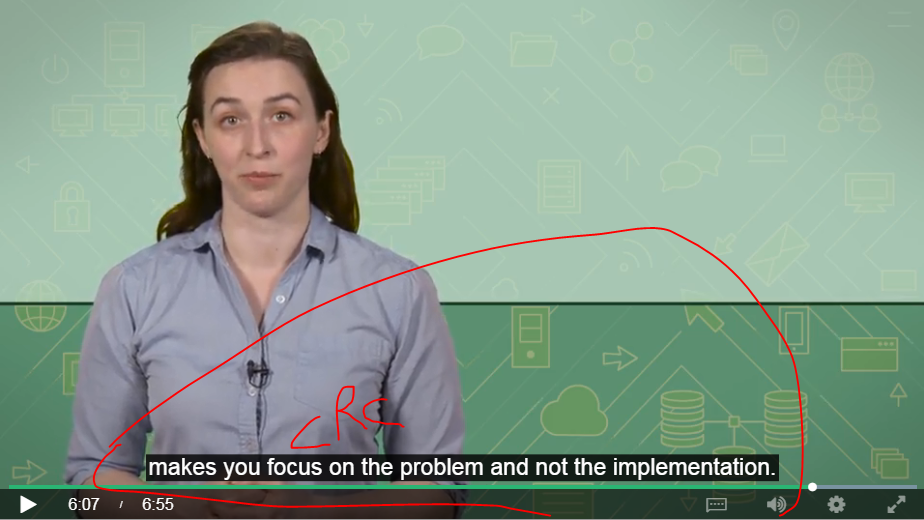 CRC
makes you focus on the problem and not the implementation.
6:07 / 6:55